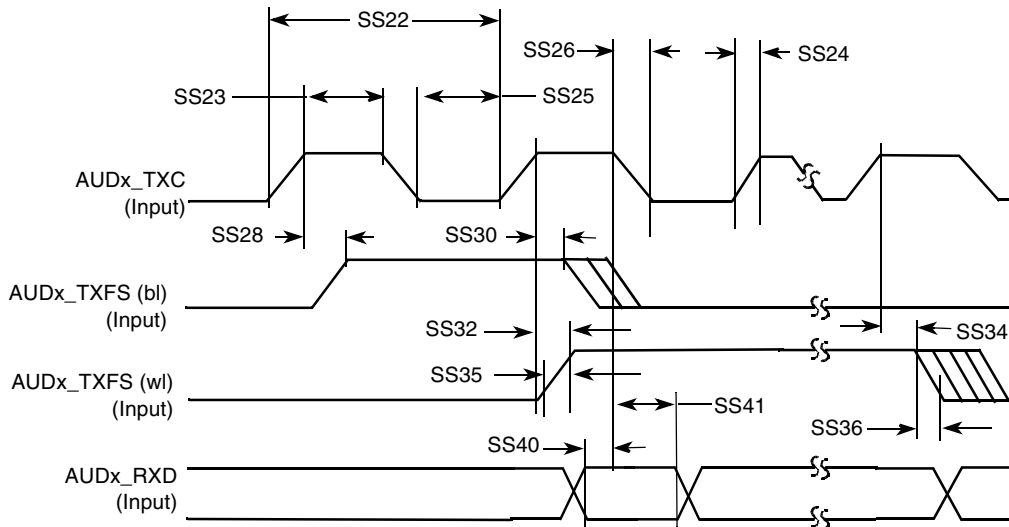 SS22
SS26
SS24
SS23
SS25
AUDx_TXC
(Input)
SS28
SS30
AUDx_TXFS (bl)
(Input)
SS32
SS34
SS35
AUDx_TXFS (wl)
(Input)
SS41
SS36
SS40
AUDx_RXD
(Input)